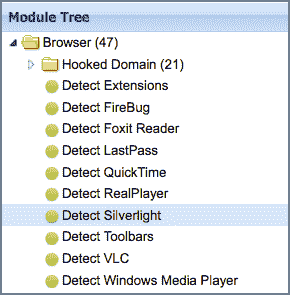 Module Tree
Browser (47)
Hooked Domain (21)
Detect Extensions
Detect FireBug
Detect Foxit Reader
Detect LastPass
Detect QuickTime
Detect RealPlayer
Detect Silverlight
Detect Toolbars
Detect VLC
Detect Windows Media Player